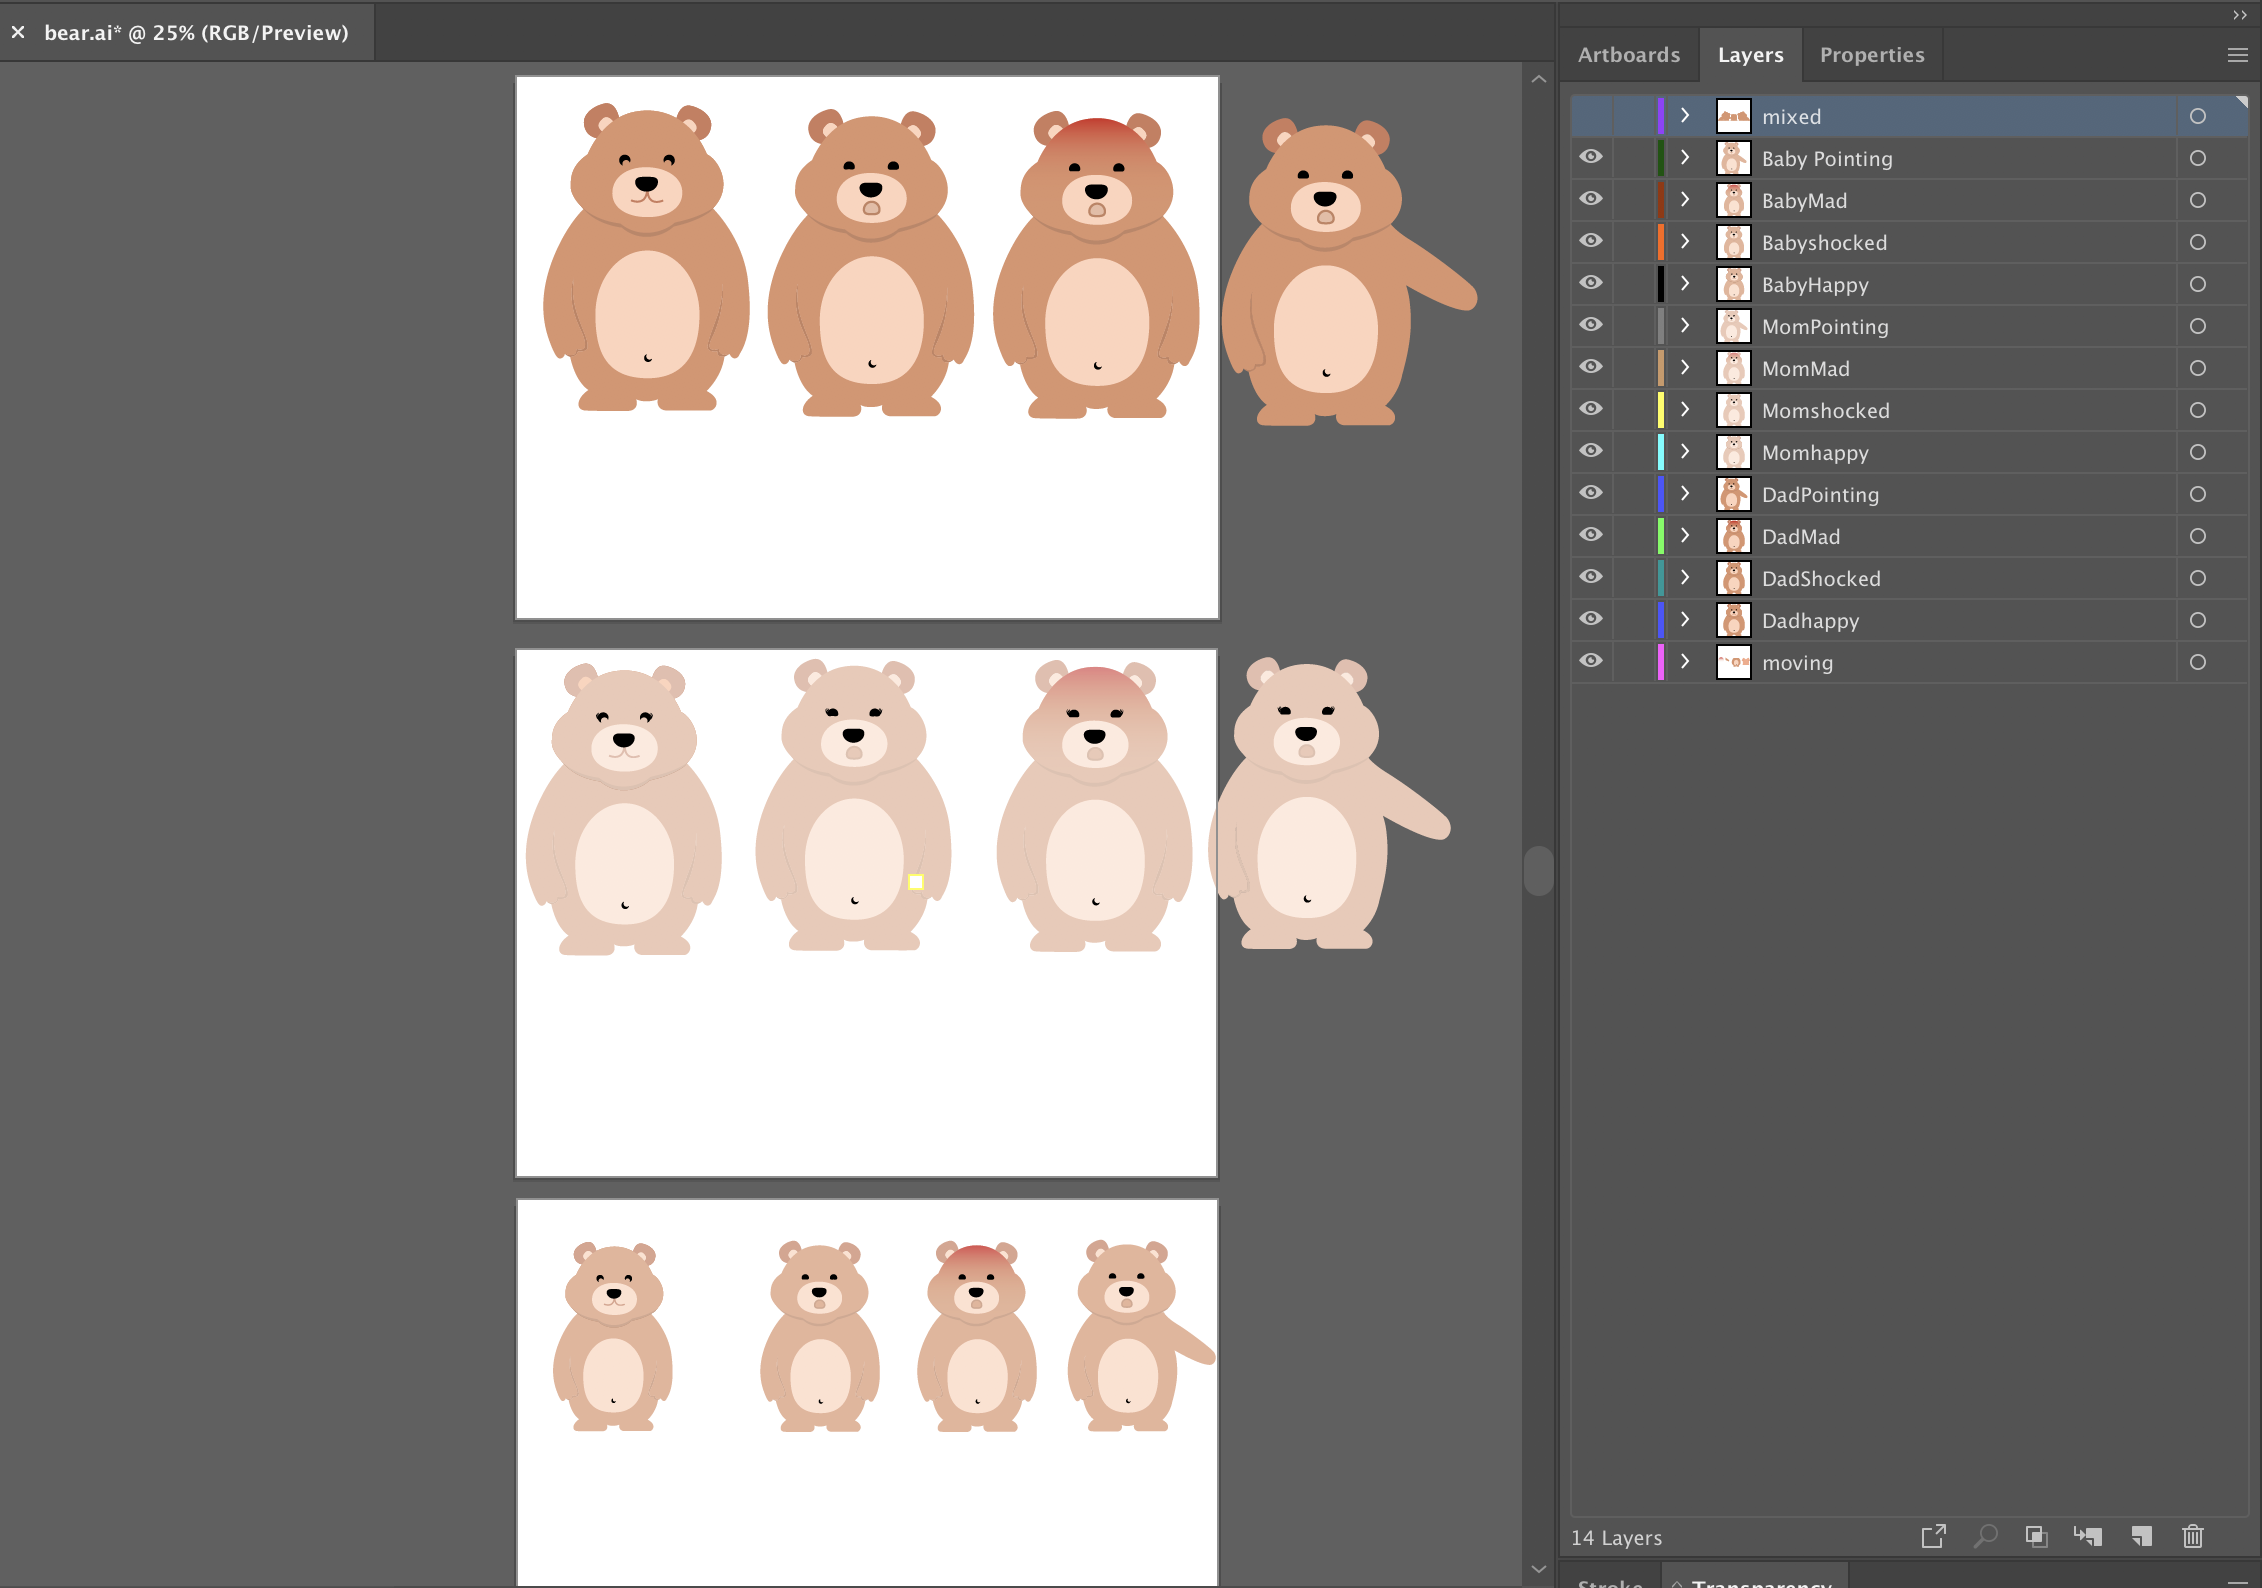 bear.ai* @ 25% (RGB/Preview)
Artboards Layers Properties
mixed
Baby Pointing
BabyMad
Babyshocked
BabyHappy
MomPointing
MomMad
Momshocked
Momhappy
DadPointing
DadMad
DadShocked
Dadhappy
moving
14 Layers
Stroke Transparency